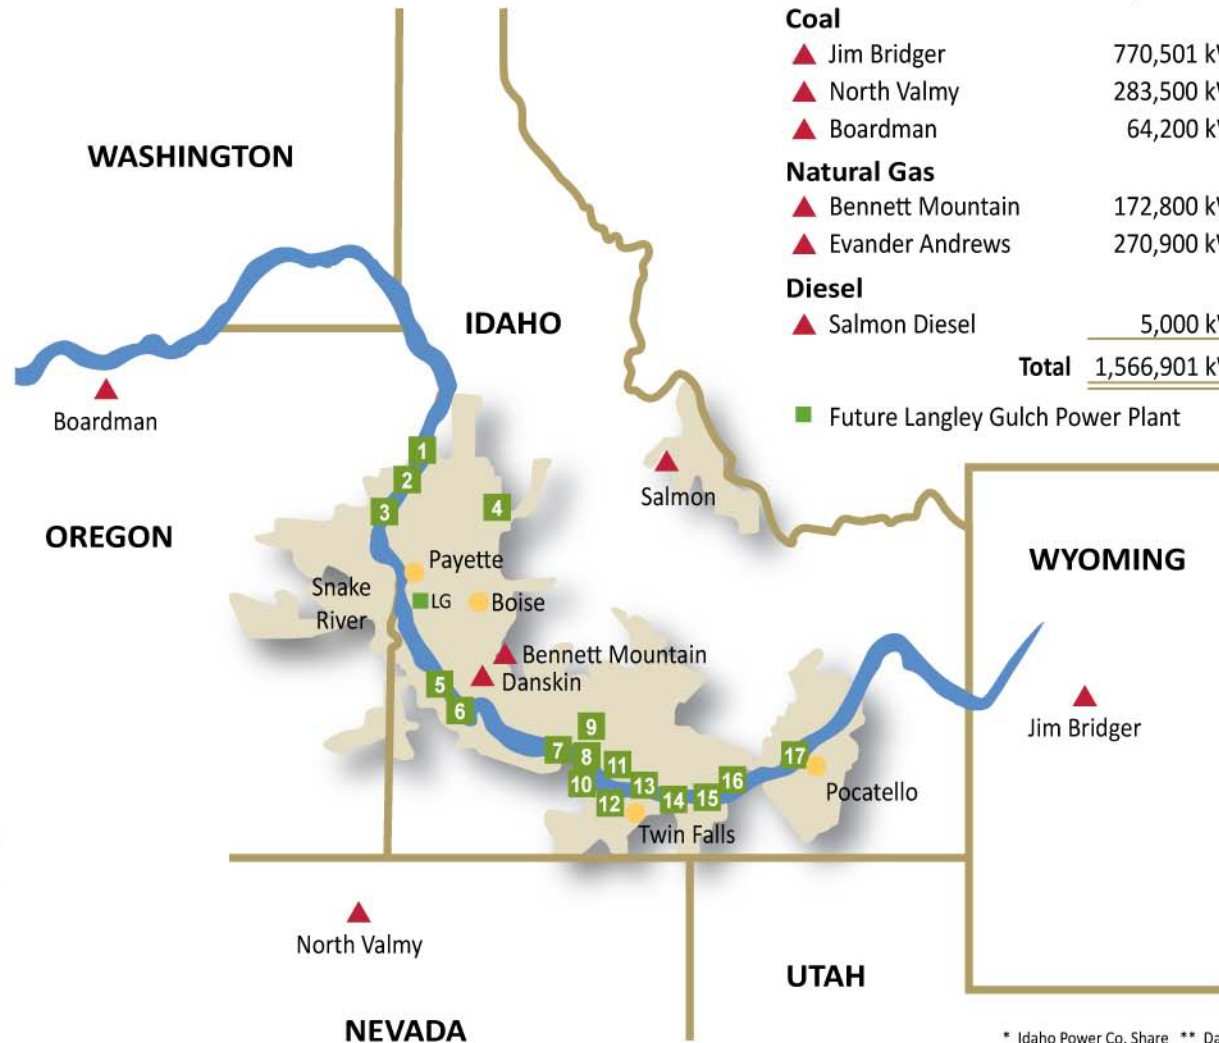 Coal
Jim Bridger 770,501 k
North Valmy 283,500 k
Boardman 64,200 k
Natural Gas
Bennett Mountain 172,800 k
Evander Andrews 270,900 k
Diesel
Salmon Diesel 5,000 k
Total 1,566,901 k
Future Langley Gulch Power Plant
WASHINGTON
IDAHO
Boardman
1
2
3
4
Salmon
OREGON
WYOMING
Payette
Snake
River
LG
Boise
Bennett Mountain
Danskin
5
6
7
8
9
10
11
12
13
14
15
16
17
Jim Bridger
Pocatello
Twin Falls
North Valmy
UTAH
NEVADA
* Idaho Power Co. Share ** Da